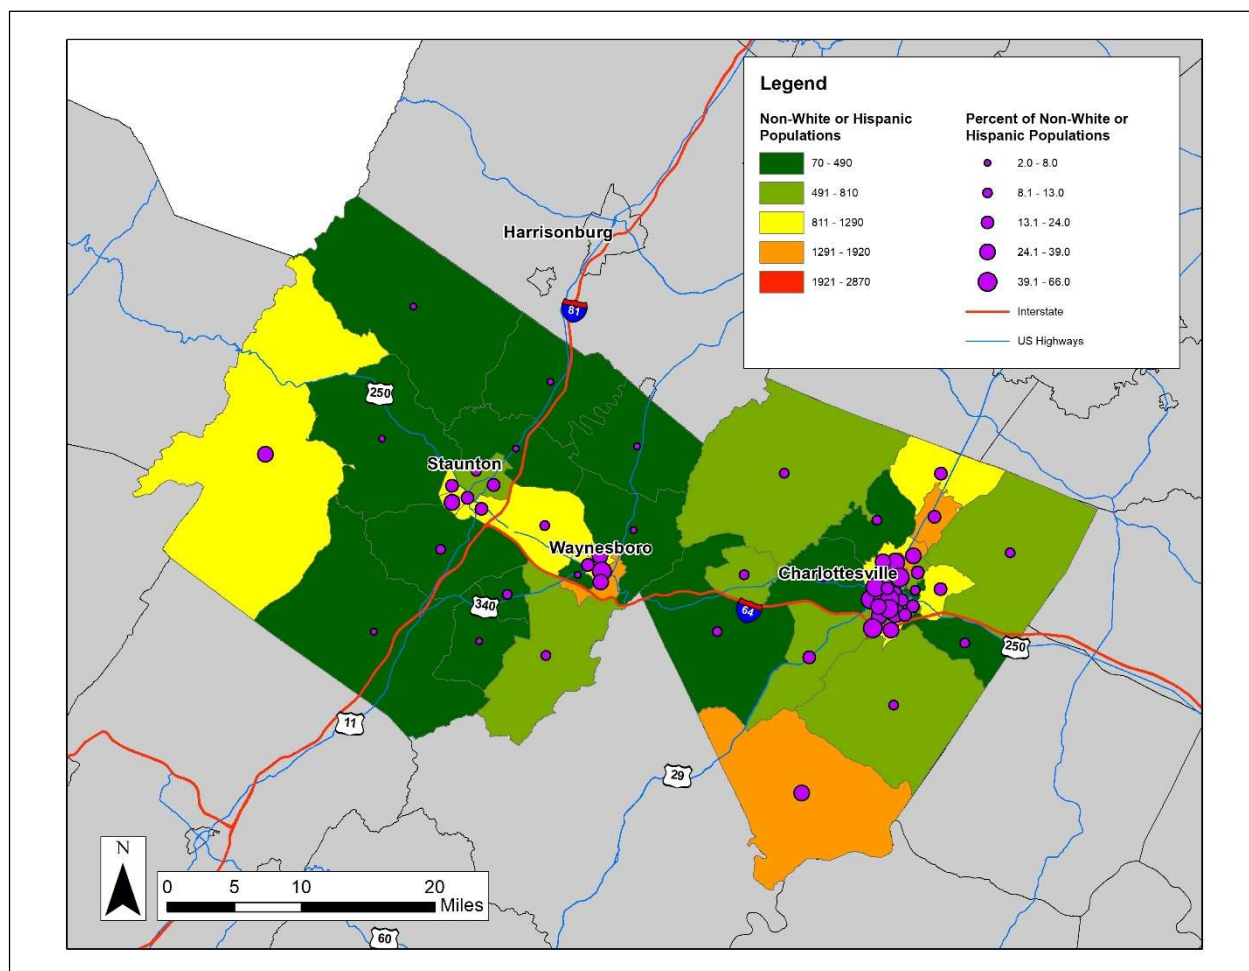 Legend
Non-White or Hispanic
Populations
70 - 490
491 - 810
811 - 1290
1291 - 1920
1921 - 2870
Percent of Non-White or
Hispanic Populations
2.0 - 8.0
8.1 - 13.0
13.1 - 24.0
24.1 - 39.0
39.1 - 66.0
Interstate
US Highways
Harrisonburg
81
250
Staunton
Waynesboro
Charlottesville
340
64
250
11
29
N
0 5 10 20
Miles
60